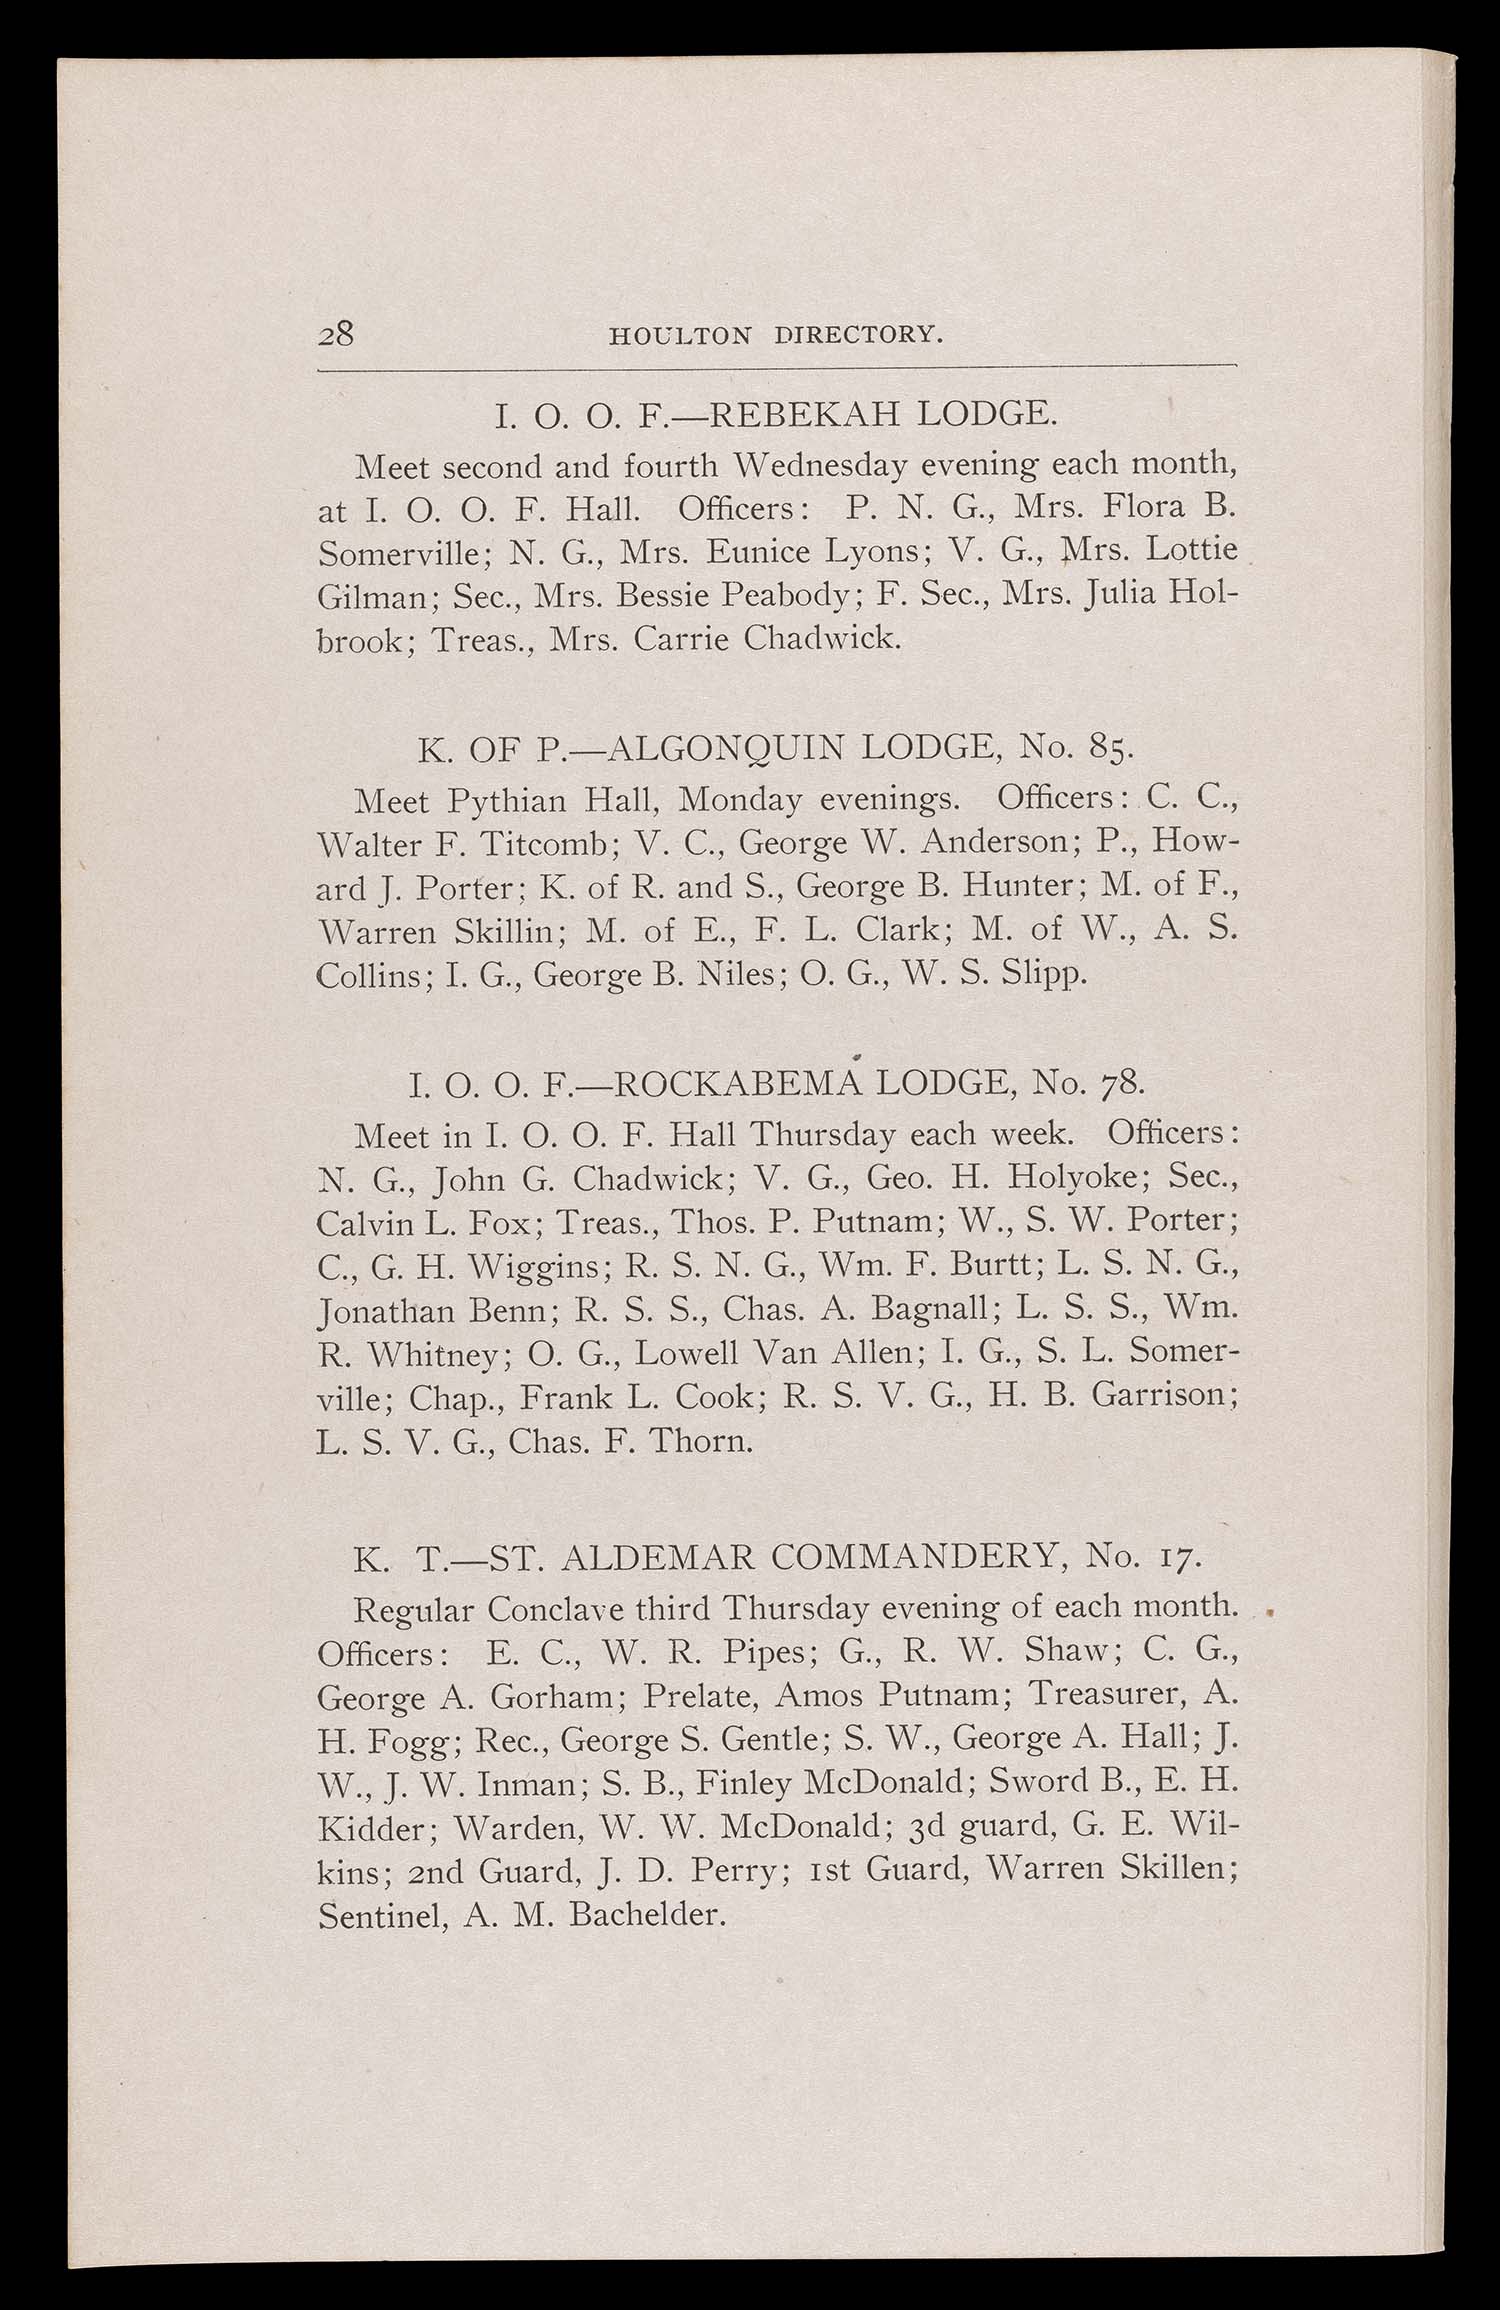 28 HOULTON DIRECTORY.
I. O. O. F.—REBEKAH LODGE.
Meet second and fourth Wednesday evening each month,
at I. O. O. F. Hall. Officers: P. N. G., Mrs. Flora B.
Somerville; N. G., Mrs. Eunice Lyons; V. G., Mrs. Lottie
Gilman; Sec., Mrs. Bessie Peabody; F. Sec., Mrs. Julia Hol-
brook; Treas., Mrs. Carrie Chadwick.
K. OF P.—ALGONQUIN LODGE, No. 85.
Meet Pythian Hall, Monday evenings. Officers: C. C.,
Walter F. Titcomb; V. C., George W. Anderson; P., How-
ard J. Porter; K. of R. and S., George B. Hunter; M. of F.,
Warren Skillin; M. of E., F. L. Clark; M. of W., A. S.
Collins; I. G., George B. Niles; O. G., W. S. Slipp.
I. O. O. F.—ROCKABEMA LODGE, No. 78.
Meet in I. O. O. F. Hall Thursday each week. Officers:
N. G., John G. Chadwick; V. G., Geo. H. Holyoke; Sec.,
Calvin L. Fox; Treas., Thos. P. Putnam; W., S. W. Porter;
C., G. H. Wiggins; R. S. N. G., Wm. F. Burtt; L. S. N. G.,
Jonathan Benn; R. S. S., Chas. A. Bagnall; L. S. S., Wm.
R. Whitney; O. G., Lowell Van Allen; I. G., S. L. Somer-
ville; Chap., Frank L. Cook; R. S. V. G., H. B. Garrison;
L. S. V. G., Chas. F. Thorn.
K. T.—ST. ALDEMAR COMMANDERY, No. 17.
Regular Conclave third Thursday evening of each month.
Officers: E. C., W. R. Pipes; G., R. W. Shaw; C. G.,
George A. Gorham; Prelate, Amos Putnam; Treasurer, A.
H. Fogg; Rec., George S. Gentle; S. W., George A. Hall; J.
W., J. W. Inman; S. B., Finley McDonald; Sword B., E. H.
Kidder; Warden, W. W. McDonald; 3d guard, G. E. Wil-
kins; 2nd Guard, J. D. Perry; 1st Guard, Warren Skillen;
Sentinel, A. M. Bachelder.